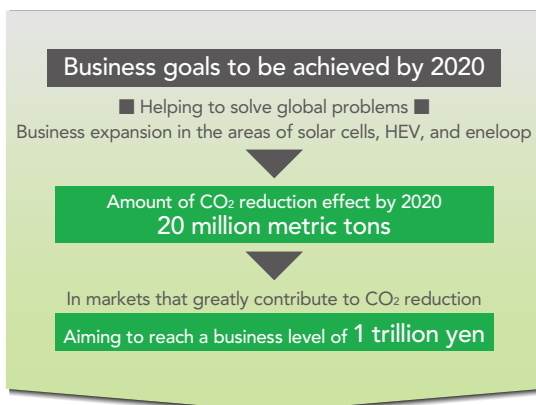 Business goals to be achieved by 2020
■ Helping to solve global problems ■
Business expansion in the areas of solar cells, HEV, and eneloop
Amount of CO₂ reduction effect by 2020
20 million metric tons
In markets that greatly contribute to CO₂ reduction
Aiming to reach a business level of 1 trillion yen